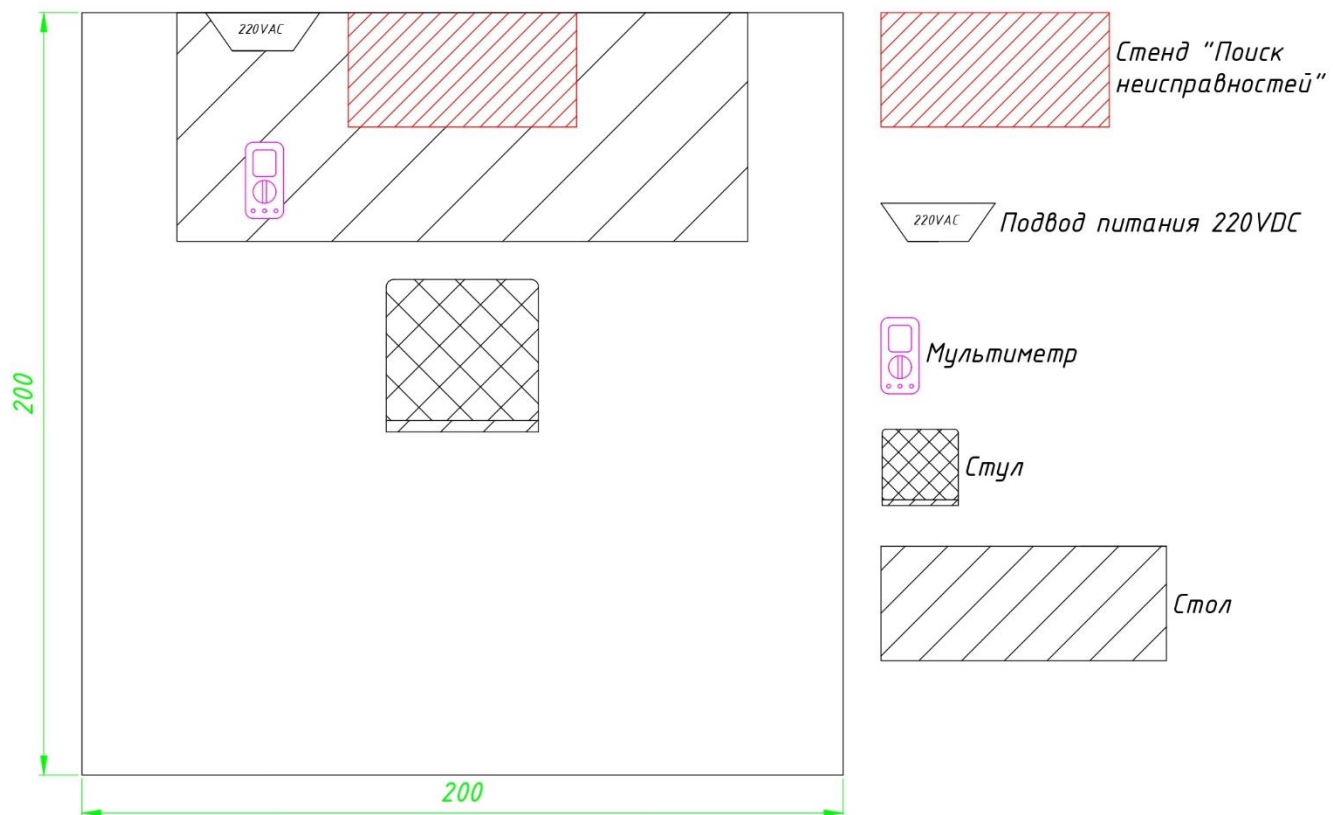 220VAC
Стенд "Поиск
неисправностей"
220VAC
Подвод питания 220VDC
Мультиметр
Стул
Стол
200
200